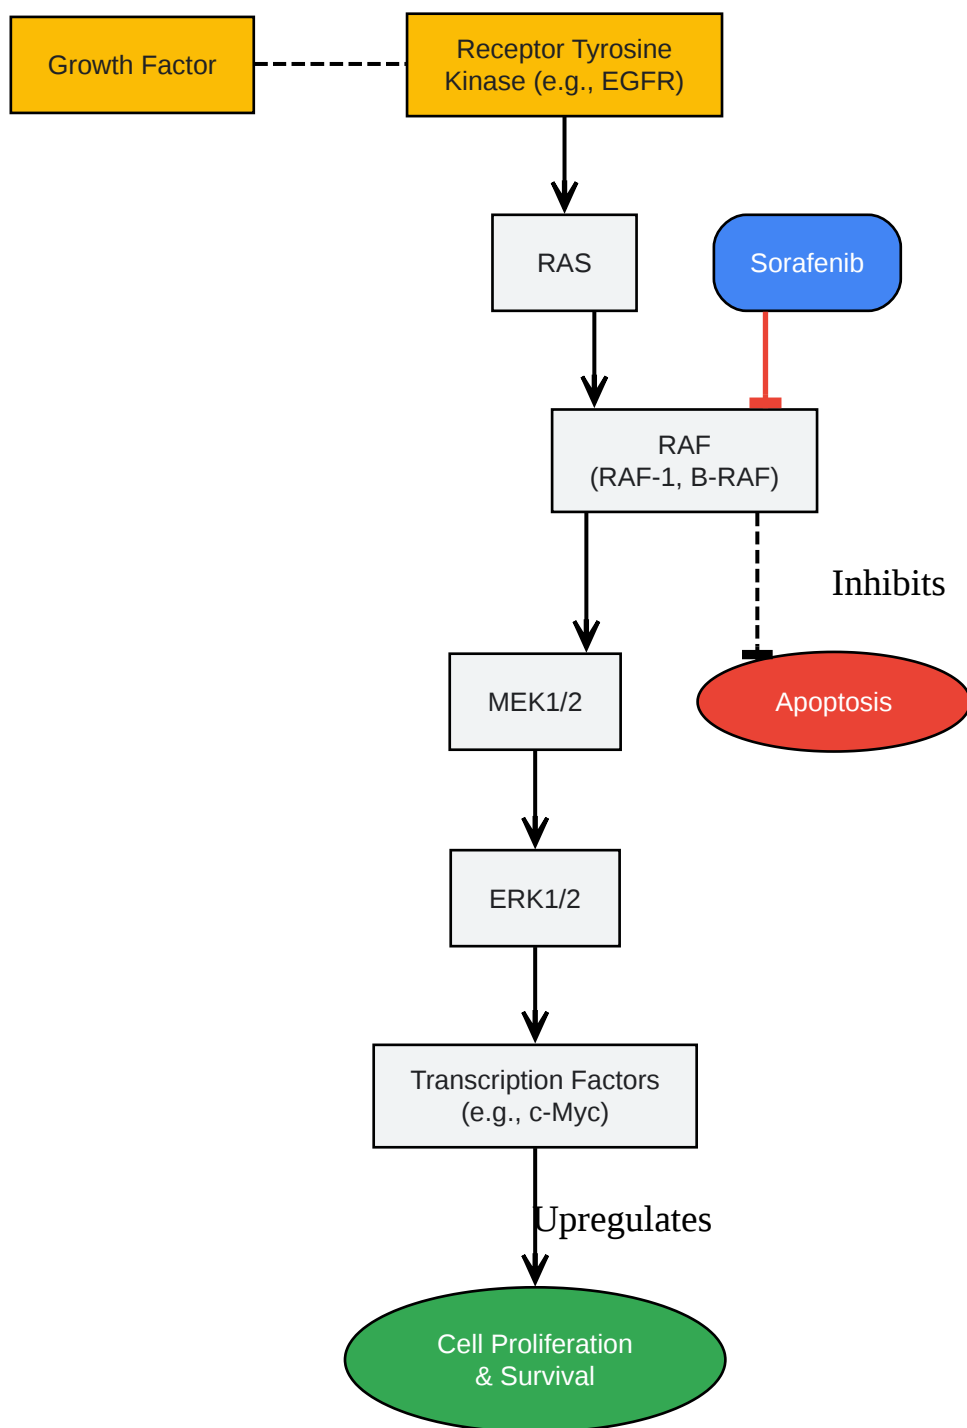 Growth Factor
Receptor Tyrosine
Kinase (e.g., EGFR)
RAS
Sorafenib
RAF
(RAF-1, B-RAF)
Inhibits
MEK1/2
Apoptosis
ERK1/2
Transcription Factors
(e.g., c-Myc)
Upregulates
Cell Proliferation
& Survival